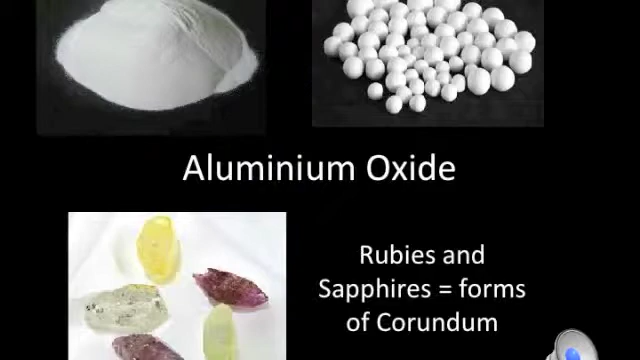 Aluminium Oxide
Rubies and
Sapphires = forms
of Corundum